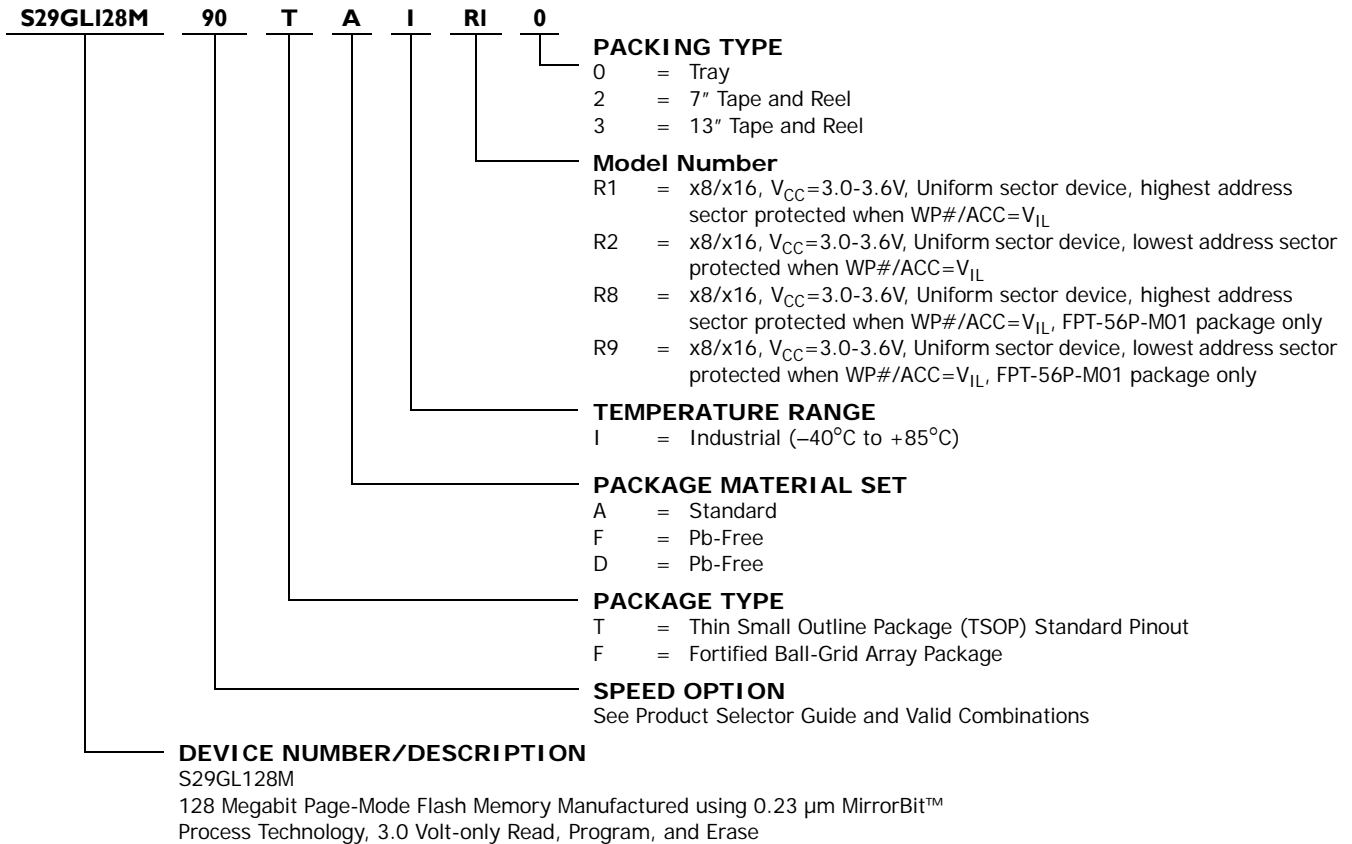 S29GL128M 90 T A I R1 0
PACKING TYPE
0 = Tray
2 = 7″ Tape and Reel
3 = 13″ Tape and Reel
Model Number
R1 = x8/x16, VCC=3.0-3.6V, Uniform sector device, highest address
sector protected when WP#/ACC=VIL
R2 = x8/x16, VCC=3.0-3.6V, Uniform sector device, lowest address sector
protected when WP#/ACC=VIL
R8 = x8/x16, VCC=3.0-3.6V, Uniform sector device, highest address
sector protected when WP#/ACC=VIL, FPT-56P-M01 package only
R9 = x8/x16, VCC=3.0-3.6V, Uniform sector device, lowest address sector
protected when WP#/ACC=VIL, FPT-56P-M01 package only
TEMPERATURE RANGE
I = Industrial (–40°C to +85°C)
PACKAGE MATERIAL SET
A = Standard
F = Pb-Free
D = Pb-Free
PACKAGE TYPE
T = Thin Small Outline Package (TSOP) Standard Pinout
F = Fortified Ball-Grid Array Package
SPEED OPTION
See Product Selector Guide and Valid Combinations
DEVICE NUMBER/DESCRIPTION
S29GL128M
128 Megabit Page-Mode Flash Memory Manufactured using 0.23 µm MirrorBit™
Process Technology, 3.0 Volt-only Read, Program, and Erase